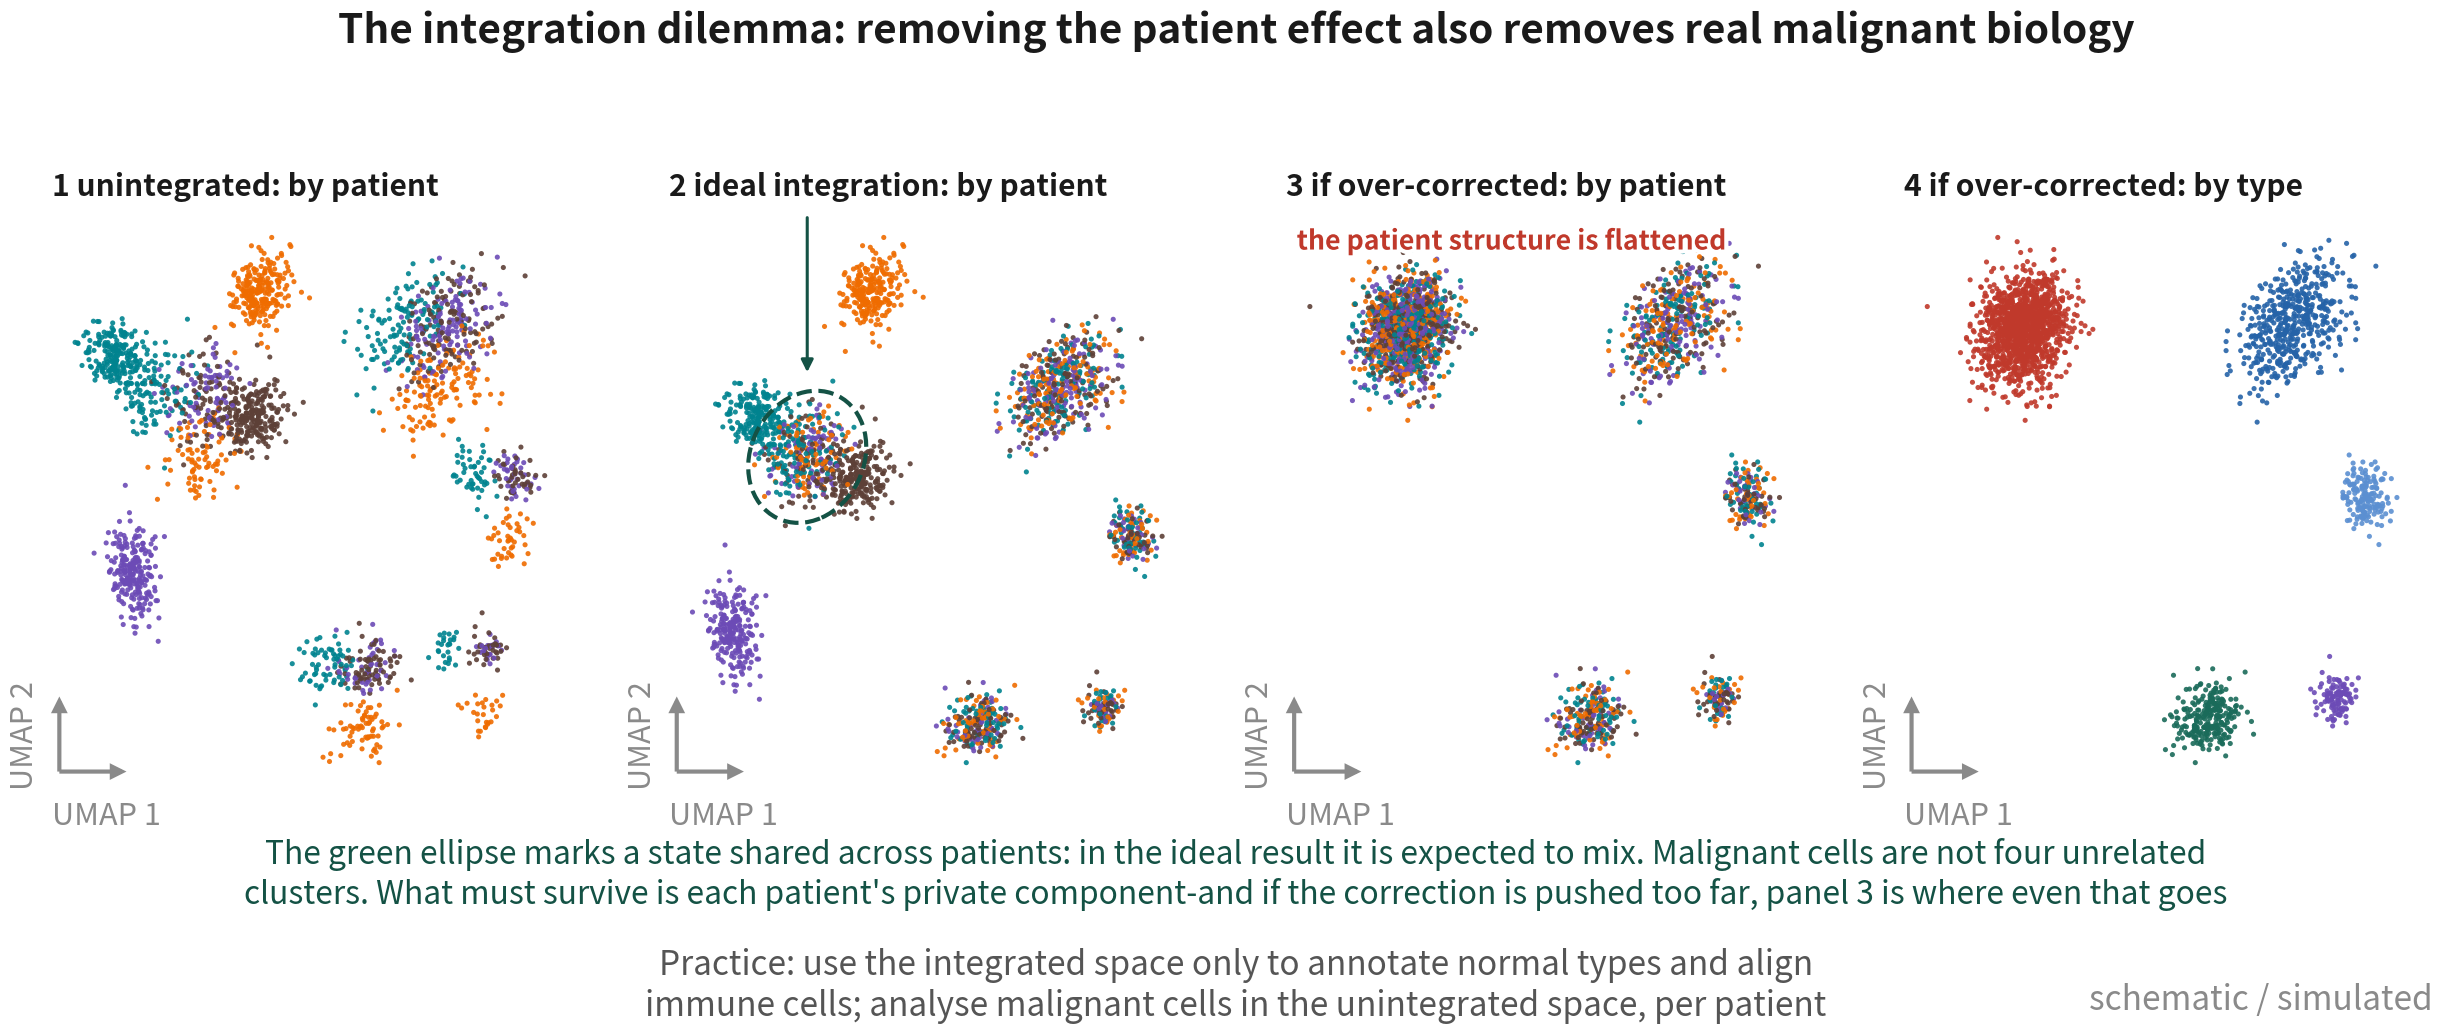 The integration dilemma: removing the patient effect also removes real malignant biology
1 unintegrated: by patient
2 ideal integration: by patient
3 if over-corrected: by patient
4 if over-corrected: by type
the patient structure is flattened
UMAP 2
UMAP 1
UMAP 2
UMAP 1
UMAP 2
UMAP 1
UMAP 2
UMAP 1
The green ellipse marks a state shared across patients: in the ideal result it is expected to mix. Malignant cells are not four unrelated
clusters. What must survive is each patient's private component-and if the correction is pushed too far, panel 3 is where even that goes
Practice: use the integrated space only to annotate normal types and align
immune cells; analyse malignant cells in the unintegrated space, per patient
schematic / simulated